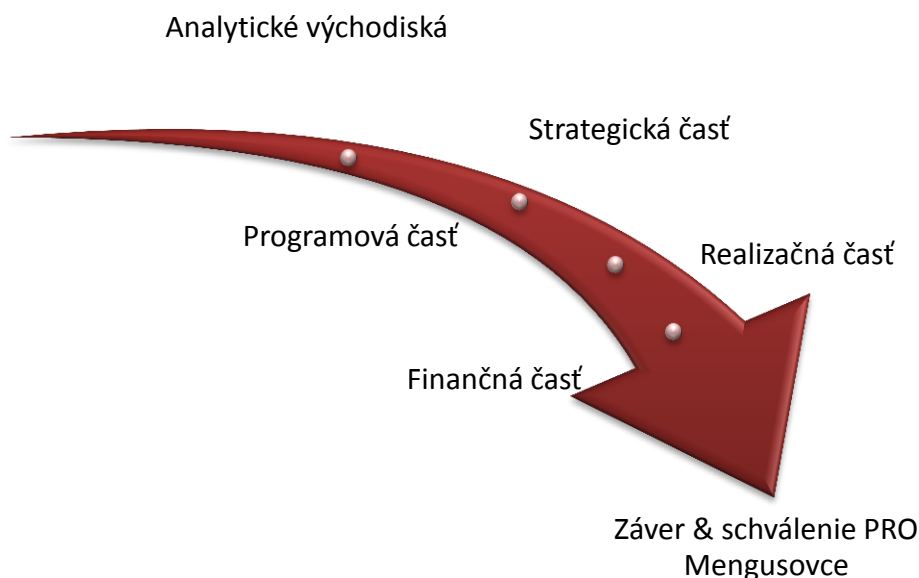 Analytické východiská
Strategická časť
Programová časť
Realizačná časť
Finančná časť
Záver & schválenie PRO
Mengusovce